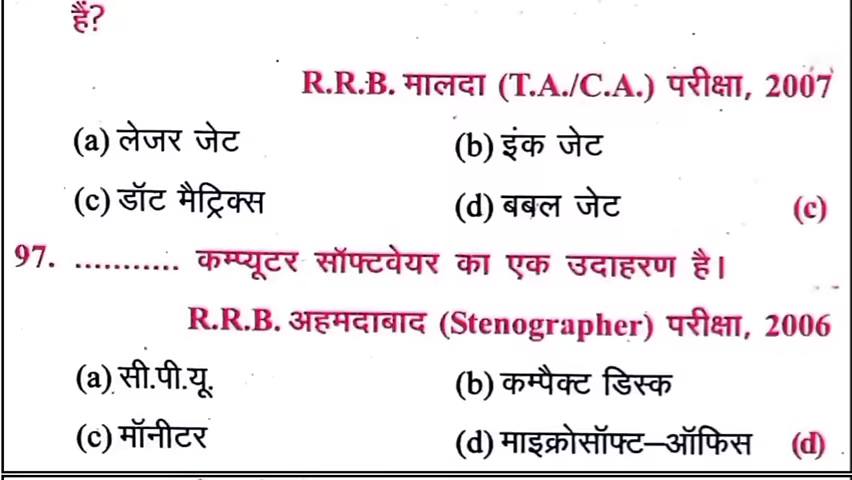 हैं?
R.R.B. मालदा (T.A./C.A.) परीक्षा, 2007
(a) लेजर जेट (b) इंक जेट
(c) डॉट मैट्रिक्स (d) बबल जेट (c)
97. ........... कम्प्यूटर सॉफ्टवेयर का एक उदाहरण है।
R.R.B. अहमदाबाद (Stenographer) परीक्षा, 2006
(a) सी.पी.यू. (b) कम्पैक्ट डिस्क
(c) मॉनीटर (d) माइक्रोसॉफ्ट–ऑफिस (d)